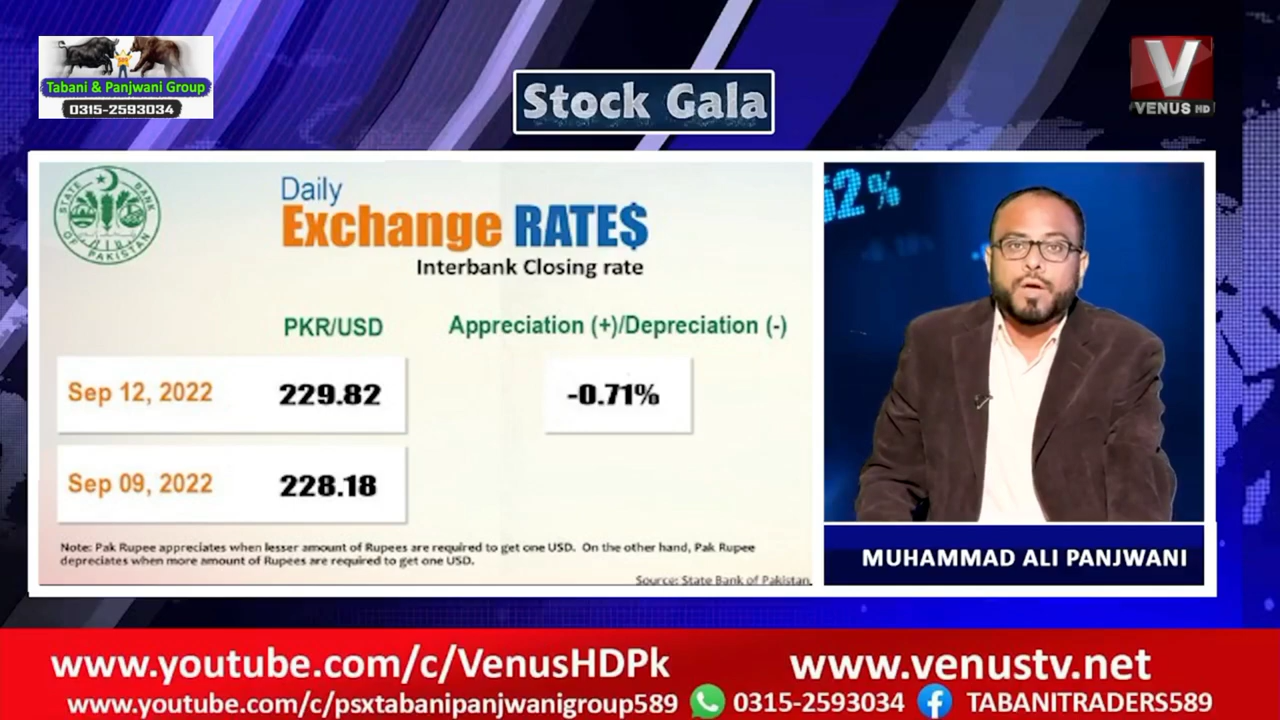 Tabani & Panjwani Group
0315-2593034
Stock Gala
V
VENUS HD
STATE BANK OF PAKISTAN
Daily
Exchange RATE$
Interbank Closing rate
PKR/USD
Appreciation (+)/Depreciation (-)
Sep 12, 2022
229.82
-0.71%
Sep 09, 2022
228.18
Note: Pak Rupee appreciates when lesser amount of Rupees are required to get one USD. On the other hand, Pak Rupee
depreciates when more amount of Rupees are required to get one USD.
Source: State Bank of Pakistan.
52%
MUHAMMAD ALI PANJWANI
www.youtube.com/c/VenusHDPk
www.venustv.net
www.youtube.com/c/psxtabanipanjwanigroup589
0315-2593034
TABANITRADERS589